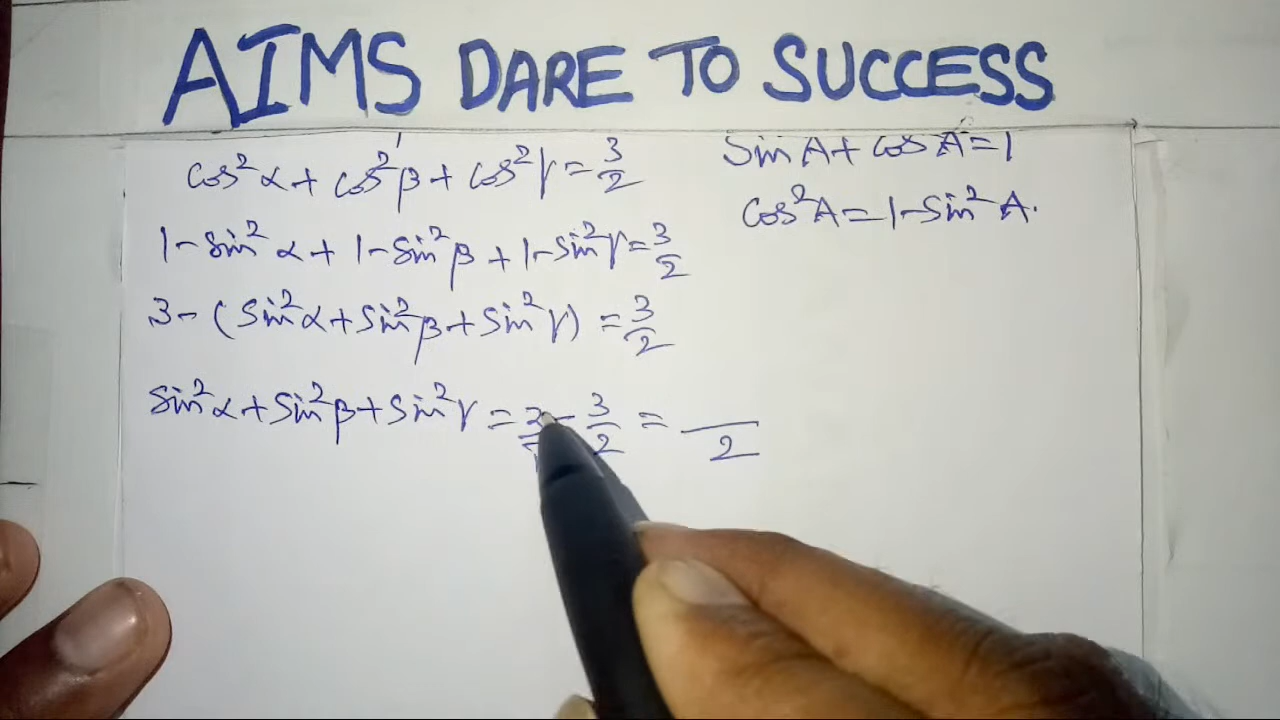 AIMS DARE TO SUCCESS
cos²α + cos²β + cos²γ = 3/2
sin A + cos A = 1
cos²A = 1 - sin²A.
1 - sin²α + 1 - sin²β + 1 - sin²γ = 3/2
3 - (sin²α + sin²β + sin²γ) = 3/2
sin²α + sin²β + sin²γ = 3/1 - 3/2 = /2